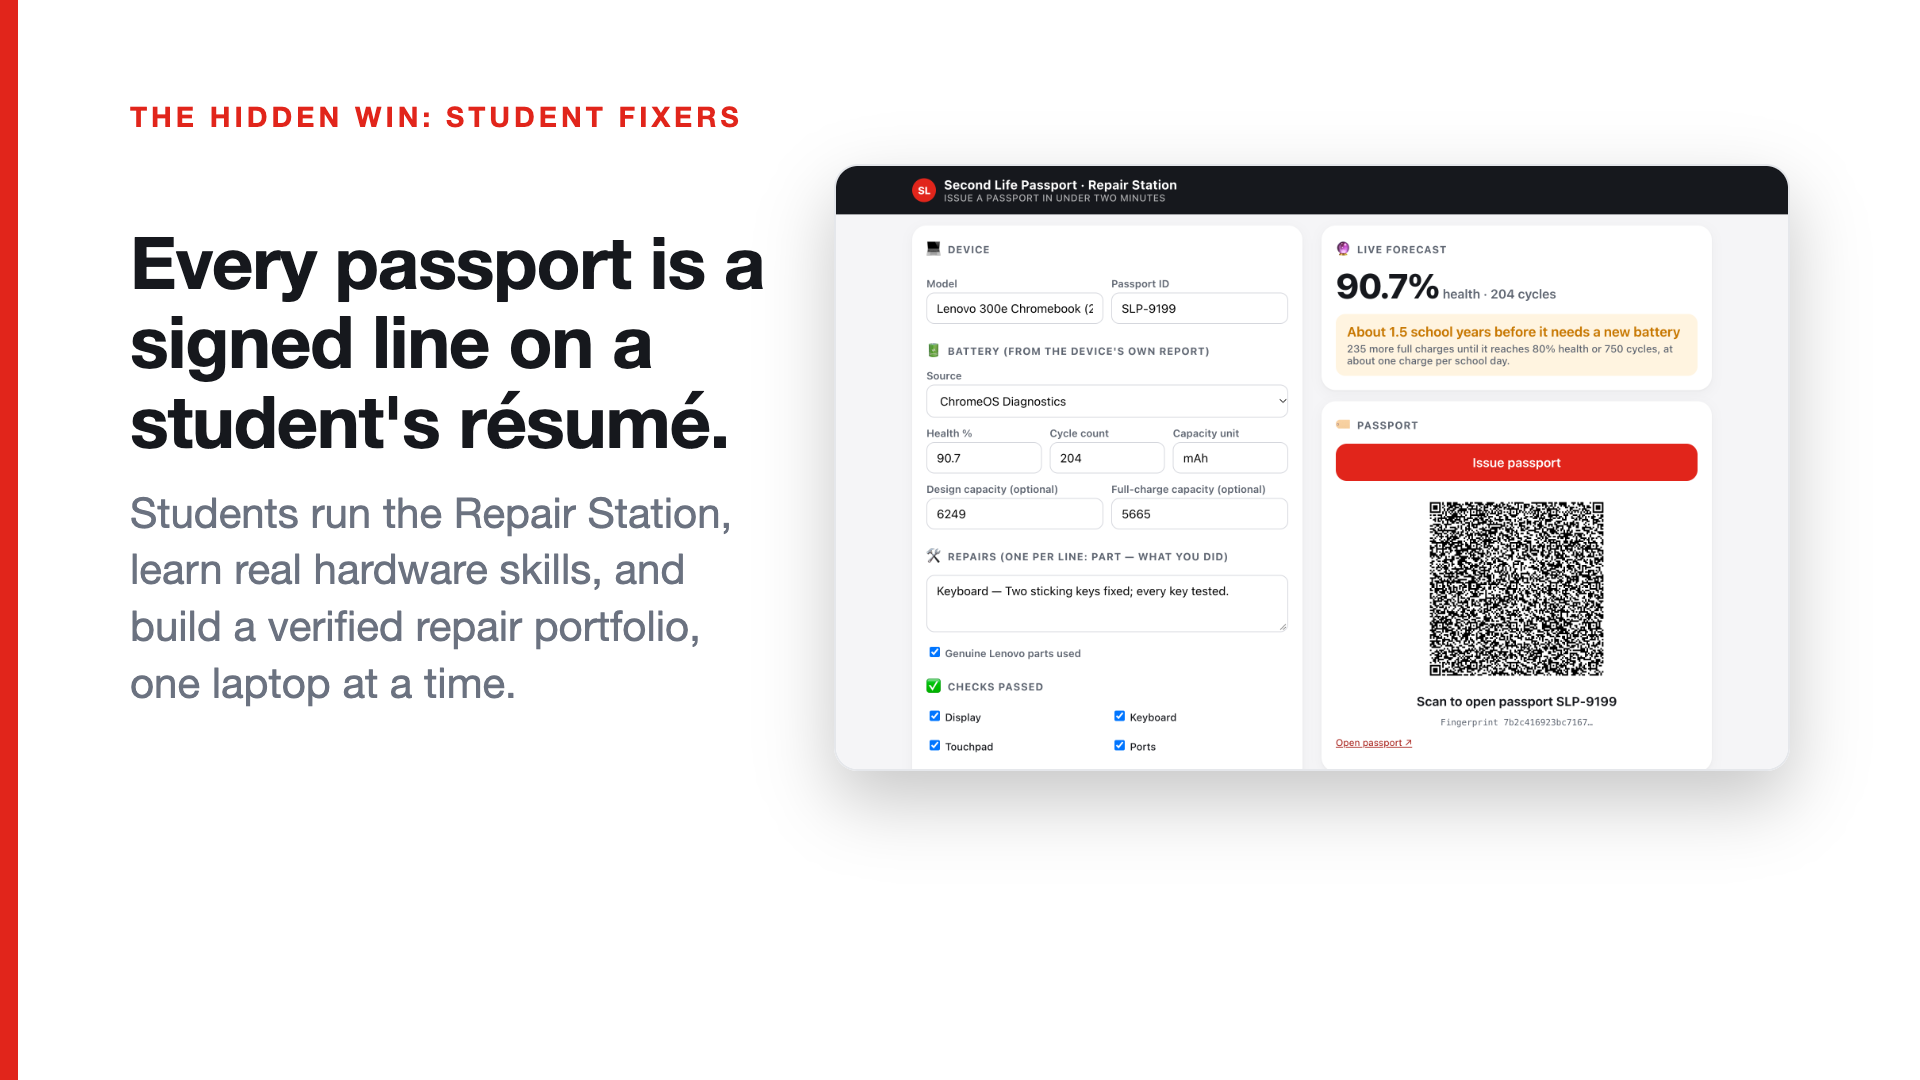 THE HIDDEN WIN: STUDENT FIXERS
Every passport is a
signed line on a
student's résumé.
Students run the Repair Station,
learn real hardware skills, and
build a verified repair portfolio,
one laptop at a time.
SL
Second Life Passport · Repair Station
ISSUE A PASSPORT IN UNDER TWO MINUTES
DEVICE
Model
Passport ID
Lenovo 300e Chromebook (2
SLP-9199
BATTERY (FROM THE DEVICE'S OWN REPORT)
Source
ChromeOS Diagnostics
Health %
Cycle count
Capacity unit
90.7
204
mAh
Design capacity (optional)
Full-charge capacity (optional)
6249
5665
REPAIRS (ONE PER LINE: PART — WHAT YOU DID)
Keyboard — Two sticking keys fixed; every key tested.
Genuine Lenovo parts used
CHECKS PASSED
Display
Keyboard
Touchpad
Ports
LIVE FORECAST
90.7% health · 204 cycles
About 1.5 school years before it needs a new battery
235 more full charges until it reaches 80% health or 750 cycles, at
about one charge per school day.
PASSPORT
Issue passport
Scan to open passport SLP-9199
Fingerprint 7b2c416923bc7167…
Open passport ↗